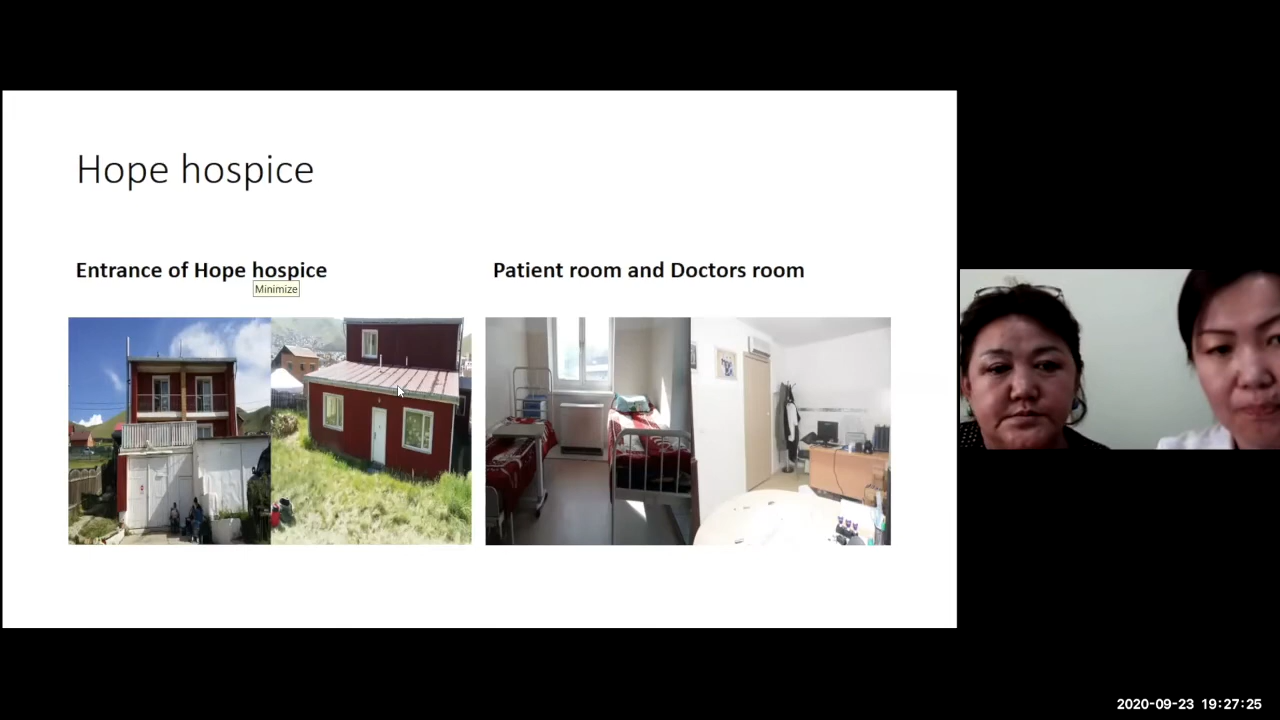 Hope hospice
Entrance of Hope hospice
Patient room and Doctors room
Minimize
2020-09-23 19:27:25